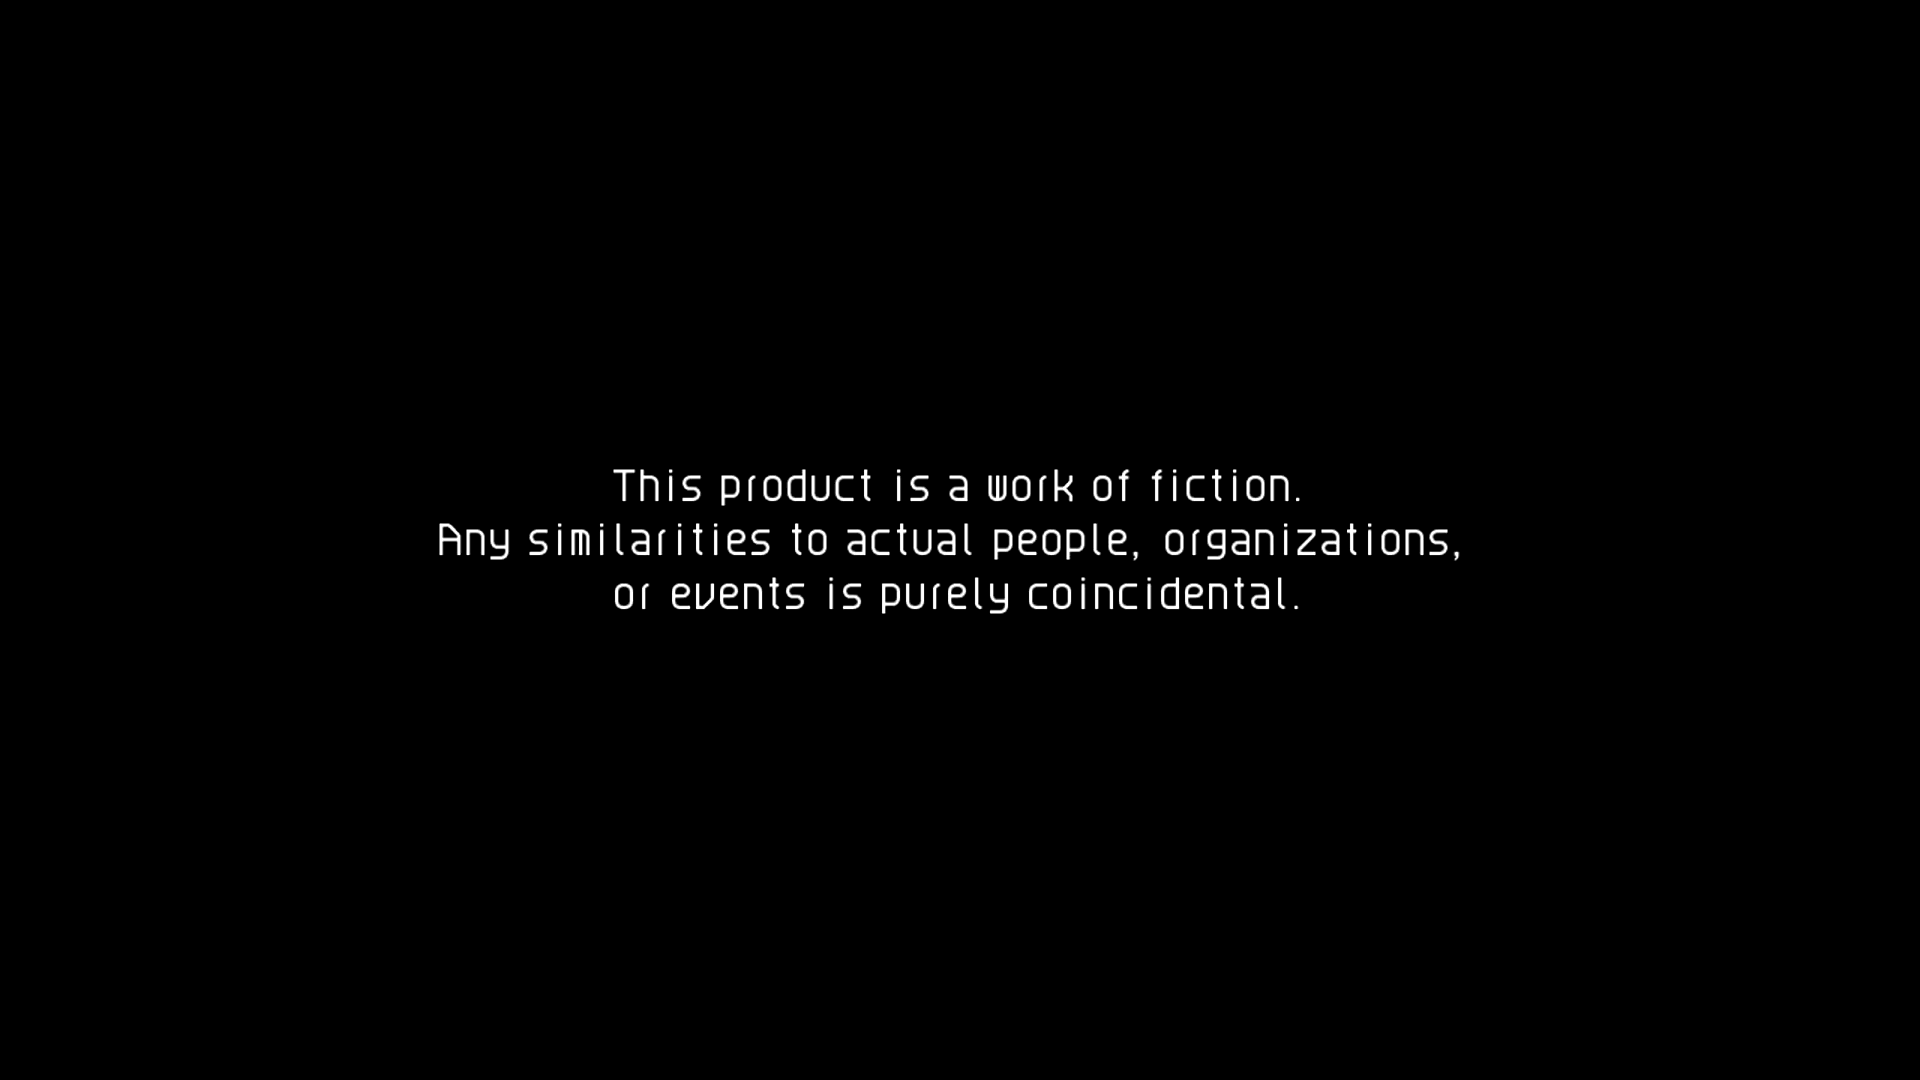 This product is a work of fiction.
Any similarities to actual people, organizations,
or events is purely coincidental.